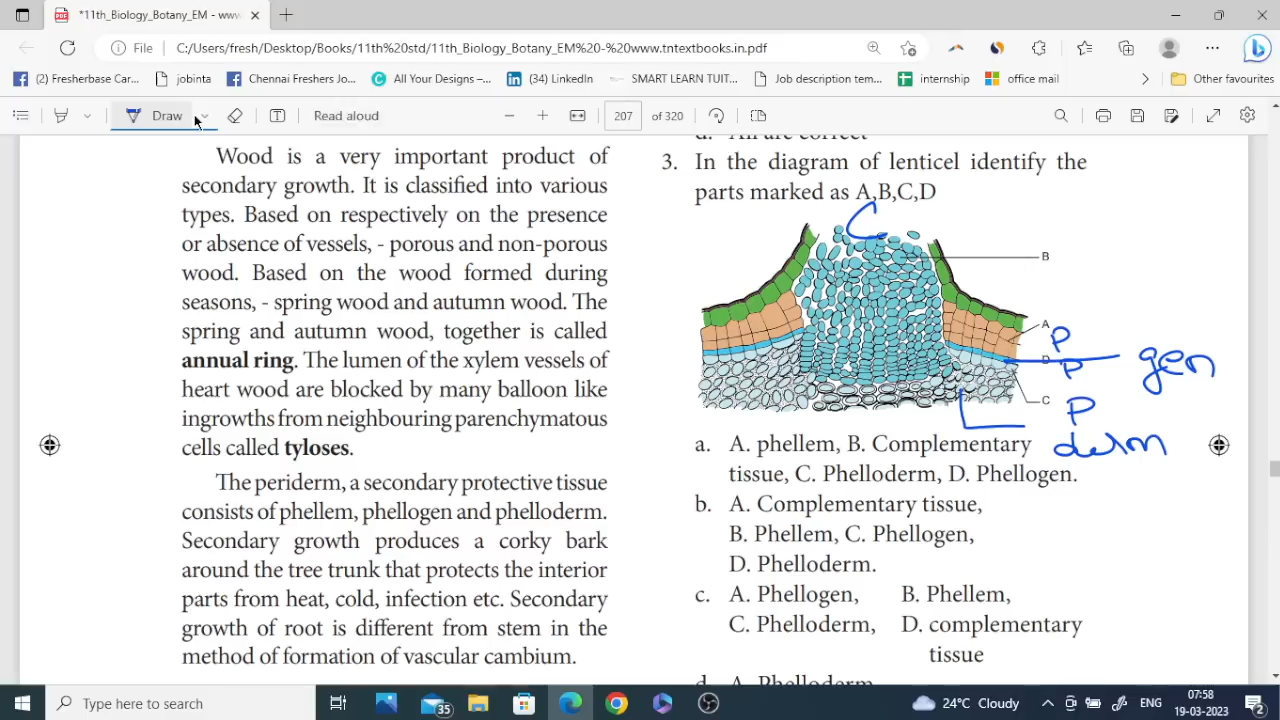 *11th_Biology_Botany_EM - www
File
C:/Users/fresh/Desktop/Books/11th%20std/11th_Biology_Botany_EM%20-%20www.tntextbooks.in.pdf
(2) Fresherbase Car...
jobinta
Chennai Freshers Jo...
All Your Designs –...
(34) LinkedIn
SMART LEARN TUIT...
Job description tem...
internship
office mail
Other favourites
Draw
Read aloud
207 of 320
Wood is a very important product of
secondary growth. It is classified into various
types. Based on respectively on the presence
or absence of vessels, - porous and non-porous
wood. Based on the wood formed during
seasons, - spring wood and autumn wood. The
spring and autumn wood, together is called
annual ring. The lumen of the xylem vessels of
heart wood are blocked by many balloon like
ingrowths from neighbouring parenchymatous
cells called tyloses.
The periderm, a secondary protective tissue
consists of phellem, phellogen and phelloderm.
Secondary growth produces a corky bark
around the tree trunk that protects the interior
parts from heat, cold, infection etc. Secondary
growth of root is different from stem in the
method of formation of vascular cambium.
d. All are correct
3. In the diagram of lenticel identify the
parts marked as A,B,C,D
C
B
A
P
D
P gen
C
P
derm
a. A. phellem, B. Complementary
tissue, C. Phelloderm, D. Phellogen.
b. A. Complementary tissue,
B. Phellem, C. Phellogen,
D. Phelloderm.
c. A. Phellogen, B. Phellem,
C. Phelloderm, D. complementary
tissue
d. A. Phelloderm
Type here to search
35
24°C Cloudy
ENG
07:58
19-03-2023
2